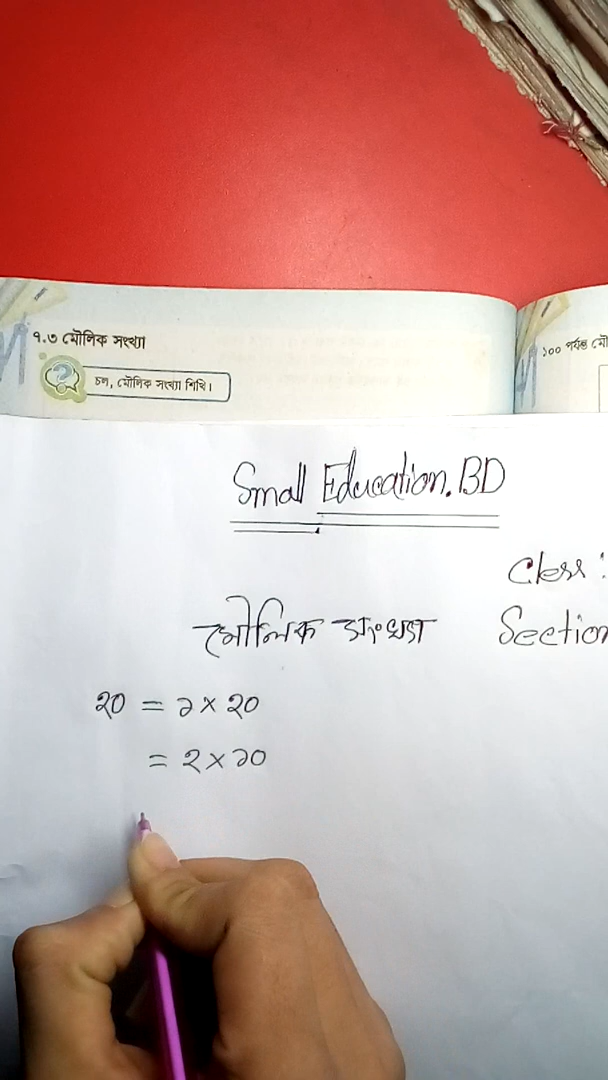 ৭.৩ মৌলিক সংখ্যা
চল, মৌলিক সংখ্যা শিখি।
১০০ পর্যন্ত মৌ
Small Education.BD
Class :
মৌলিক সংখ্যা
Section
২০ = ১ × ২০
= ২ × ১০